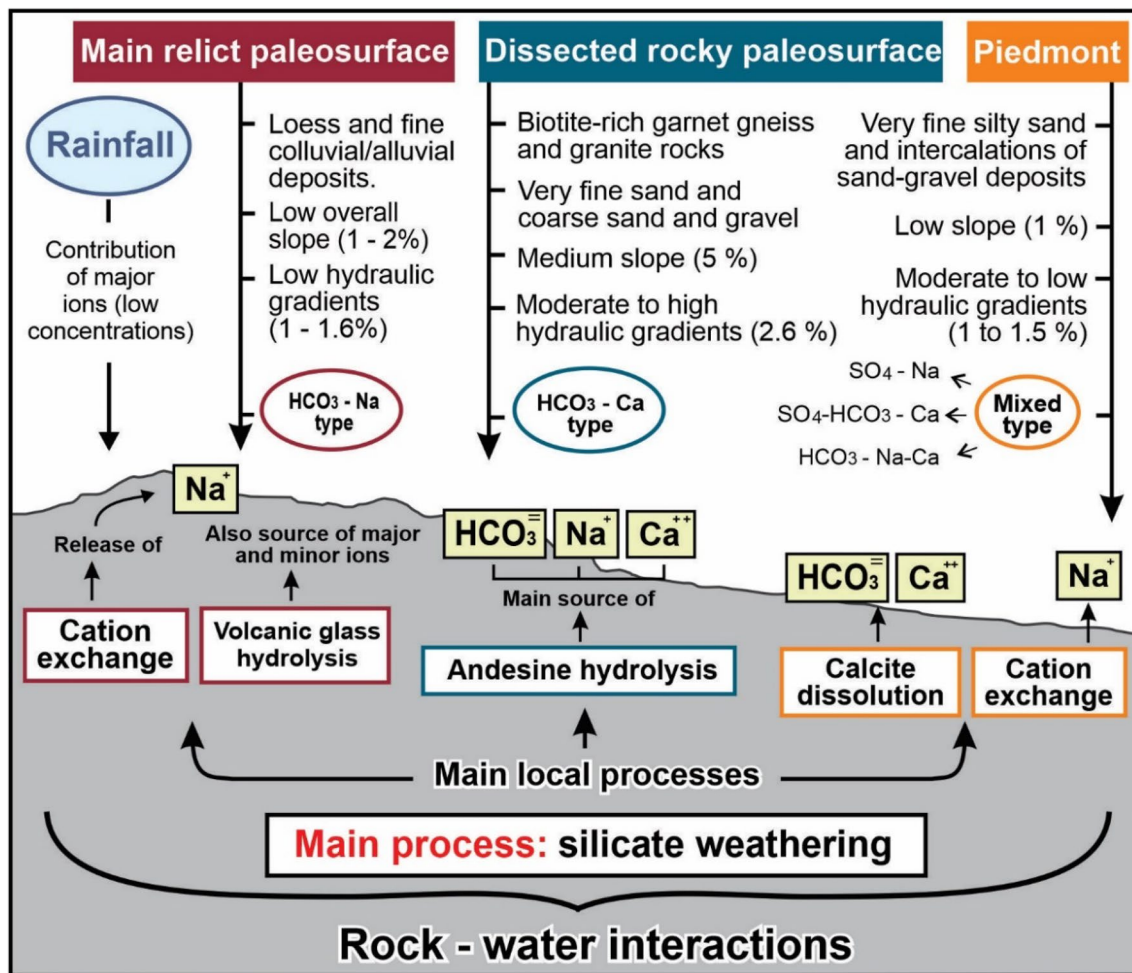 Main relict paleosurface
Dissected rocky paleosurface
Piedmont
Rainfall
Contribution
of major
ions (low
concentrations)
Loess and fine
colluvial/alluvial
deposits.
Low overall
slope (1 - 2%)
Low hydraulic
gradients
(1 - 1.6%)
HCO₃ - Na
type
Biotite-rich garnet gneiss
and granite rocks
Very fine sand and
coarse sand and gravel
Medium slope (5 %)
Moderate to high
hydraulic gradients (2.6 %)
HCO₃ - Ca
type
Very fine silty sand
and intercalations of
sand-gravel deposits
Low slope (1 %)
Moderate to low
hydraulic gradients
(1 to 1.5 %)
SO₄ - Na
SO₄-HCO₃ - Ca
HCO₃ - Na-Ca
Mixed
type
Na⁺
Release of
Also source of major
and minor ions
Cation
exchange
Volcanic glass
hydrolysis
HCO₃⁼
Na⁺
Ca⁺⁺
Main source of
Andesine hydrolysis
HCO₃⁼
Ca⁺⁺
Na⁺
Calcite
dissolution
Cation
exchange
Main local processes
Main process: silicate weathering
Rock - water interactions